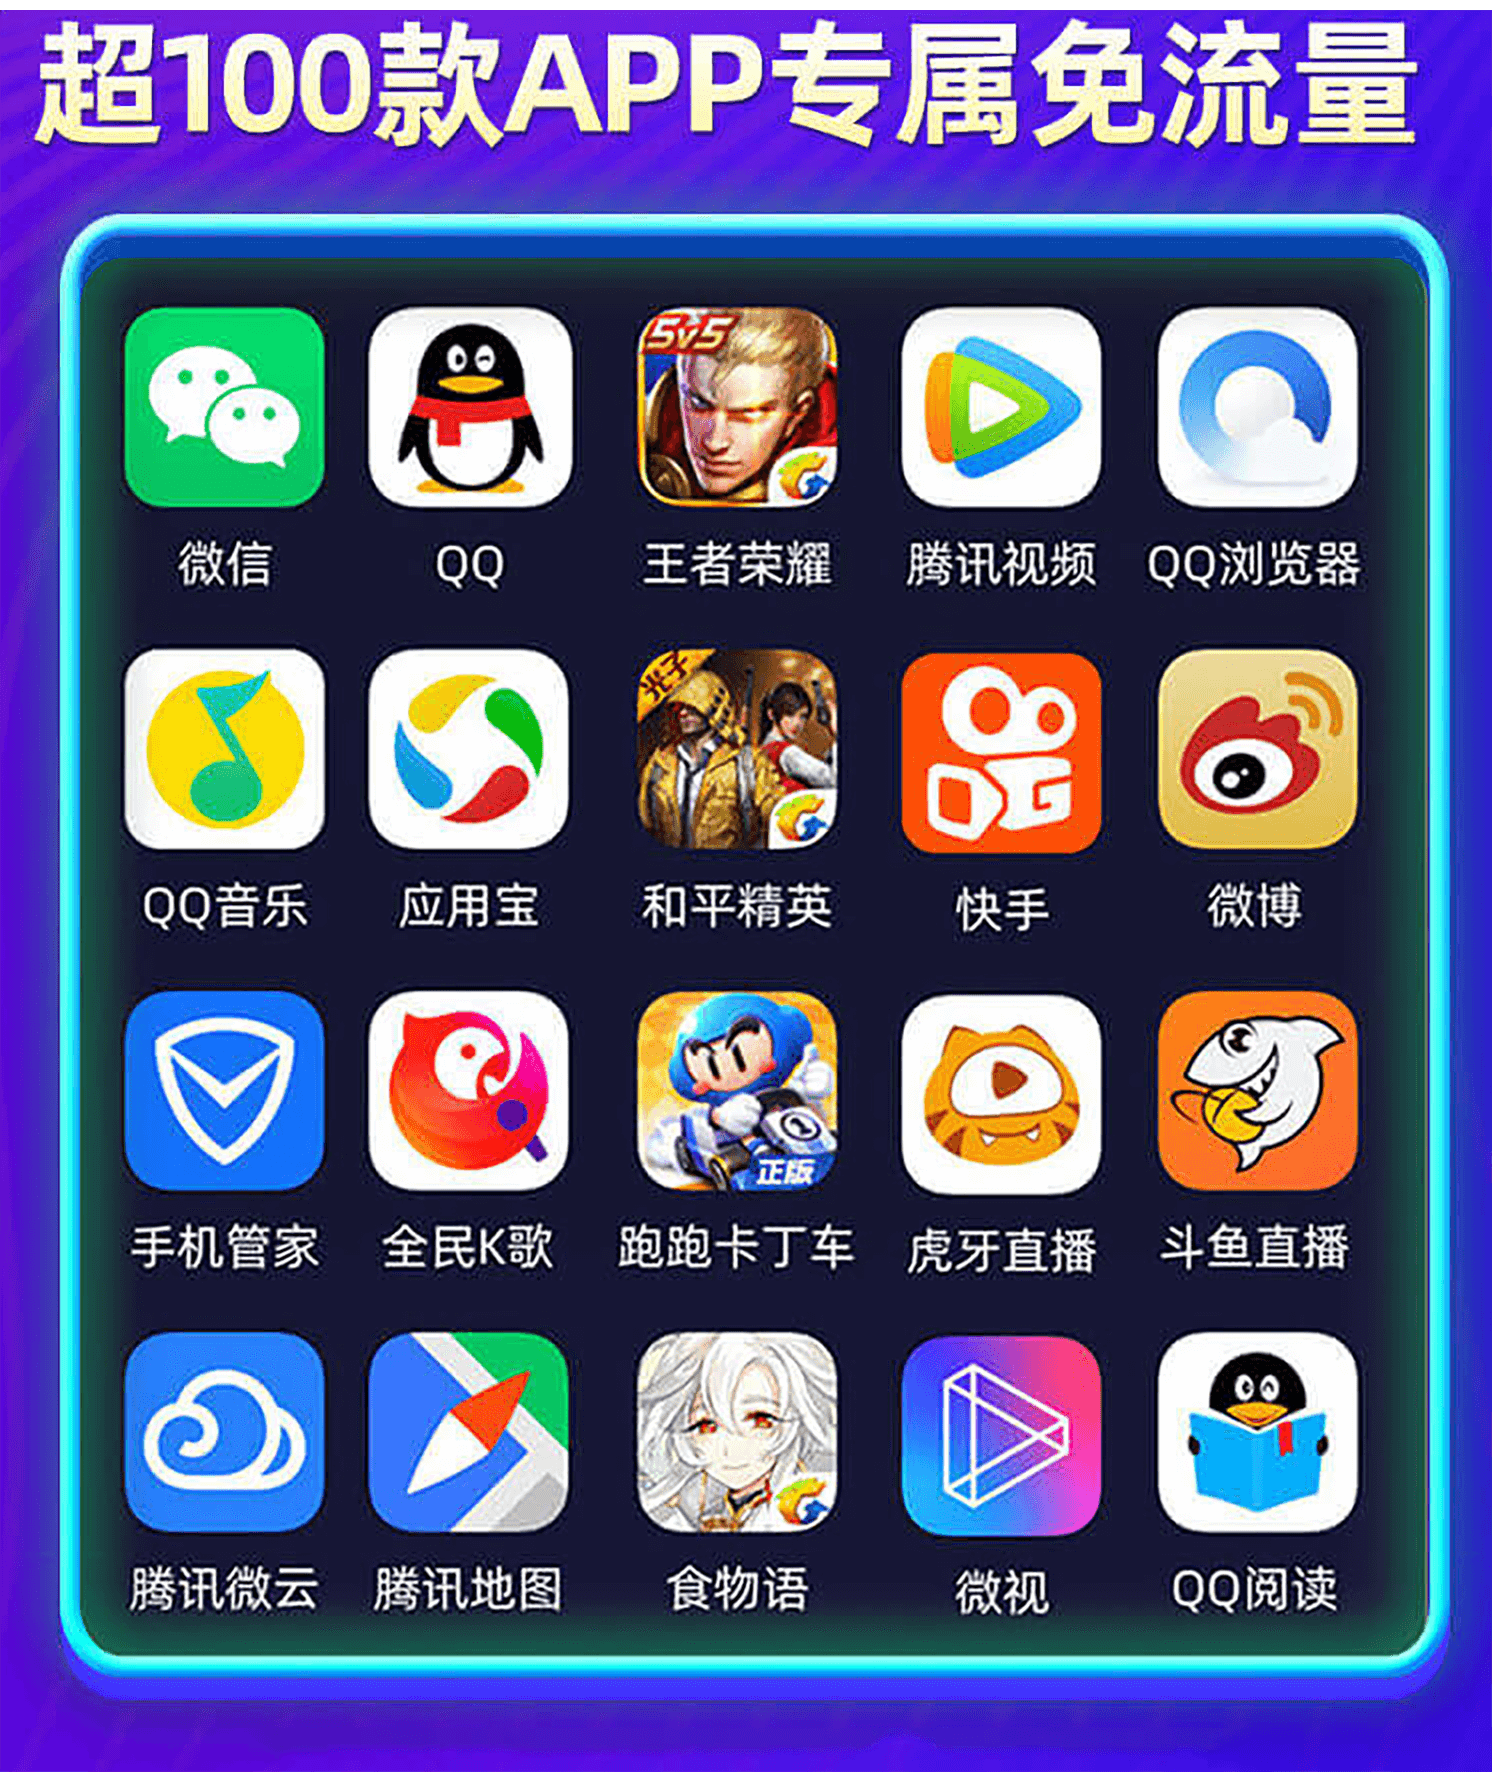 超100款APP专属免流量
5v5
微信 QQ 王者荣耀 腾讯视频 QQ浏览器
光子
QQ音乐 应用宝 和平精英 快手 微博
正版
手机管家 全民K歌 跑跑卡丁车 虎牙直播 斗鱼直播
腾讯微云 腾讯地图 食物语 微视 QQ阅读